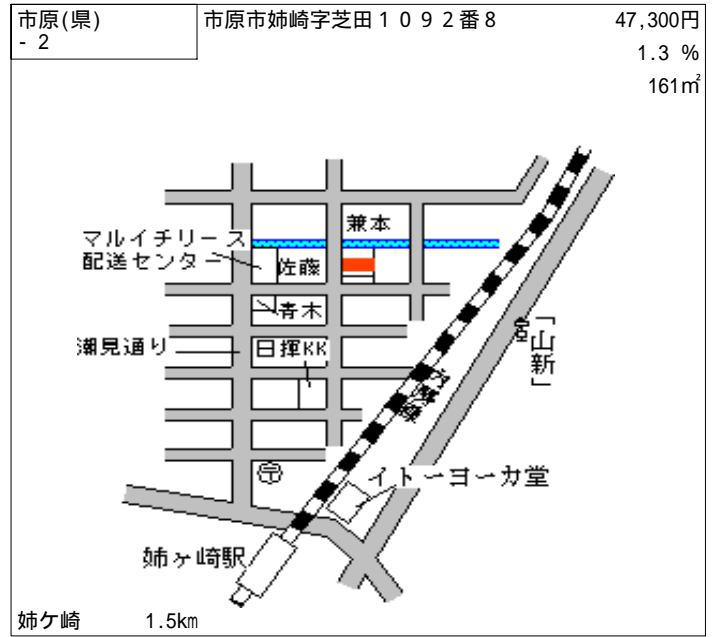 市原(県)
- 2
市原市姉崎字芝田１０９２番８
47,300円
1.3 %
161㎡
兼本
マルイチリース
配送センター
佐藤
青木
潮見通り
日揮KK
「山新」
内房線
〒
イトーヨーカ堂
姉ヶ崎駅
姉ケ崎 1.5km